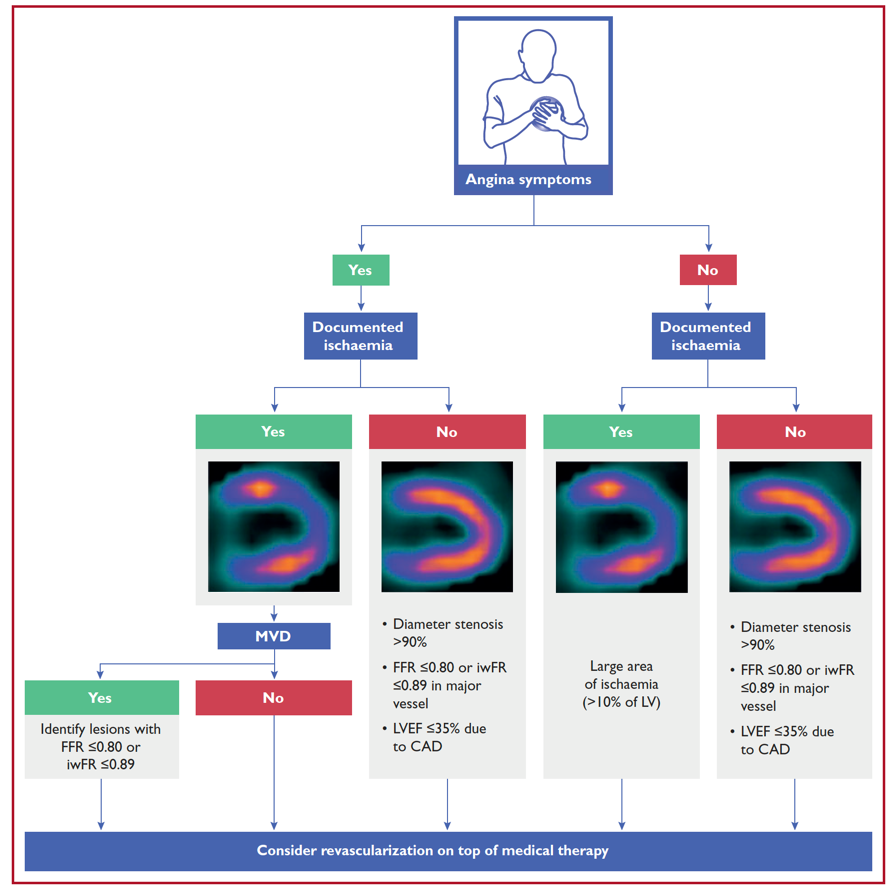 Angina symptoms
Yes
No
Documented
ischaemia
Documented
ischaemia
Yes
No
Yes
No
MVD
Yes
No
Identify lesions with
FFR ≤0.80 or
iwFR ≤0.89
• Diameter stenosis
>90%
• FFR ≤0.80 or iwFR
≤0.89 in major
vessel
• LVEF ≤35% due
to CAD
Large area
of ischaemia
(>10% of LV)
• Diameter stenosis
>90%
• FFR ≤0.80 or iwFR
≤0.89 in major
vessel
• LVEF ≤35% due
to CAD
Consider revascularization on top of medical therapy